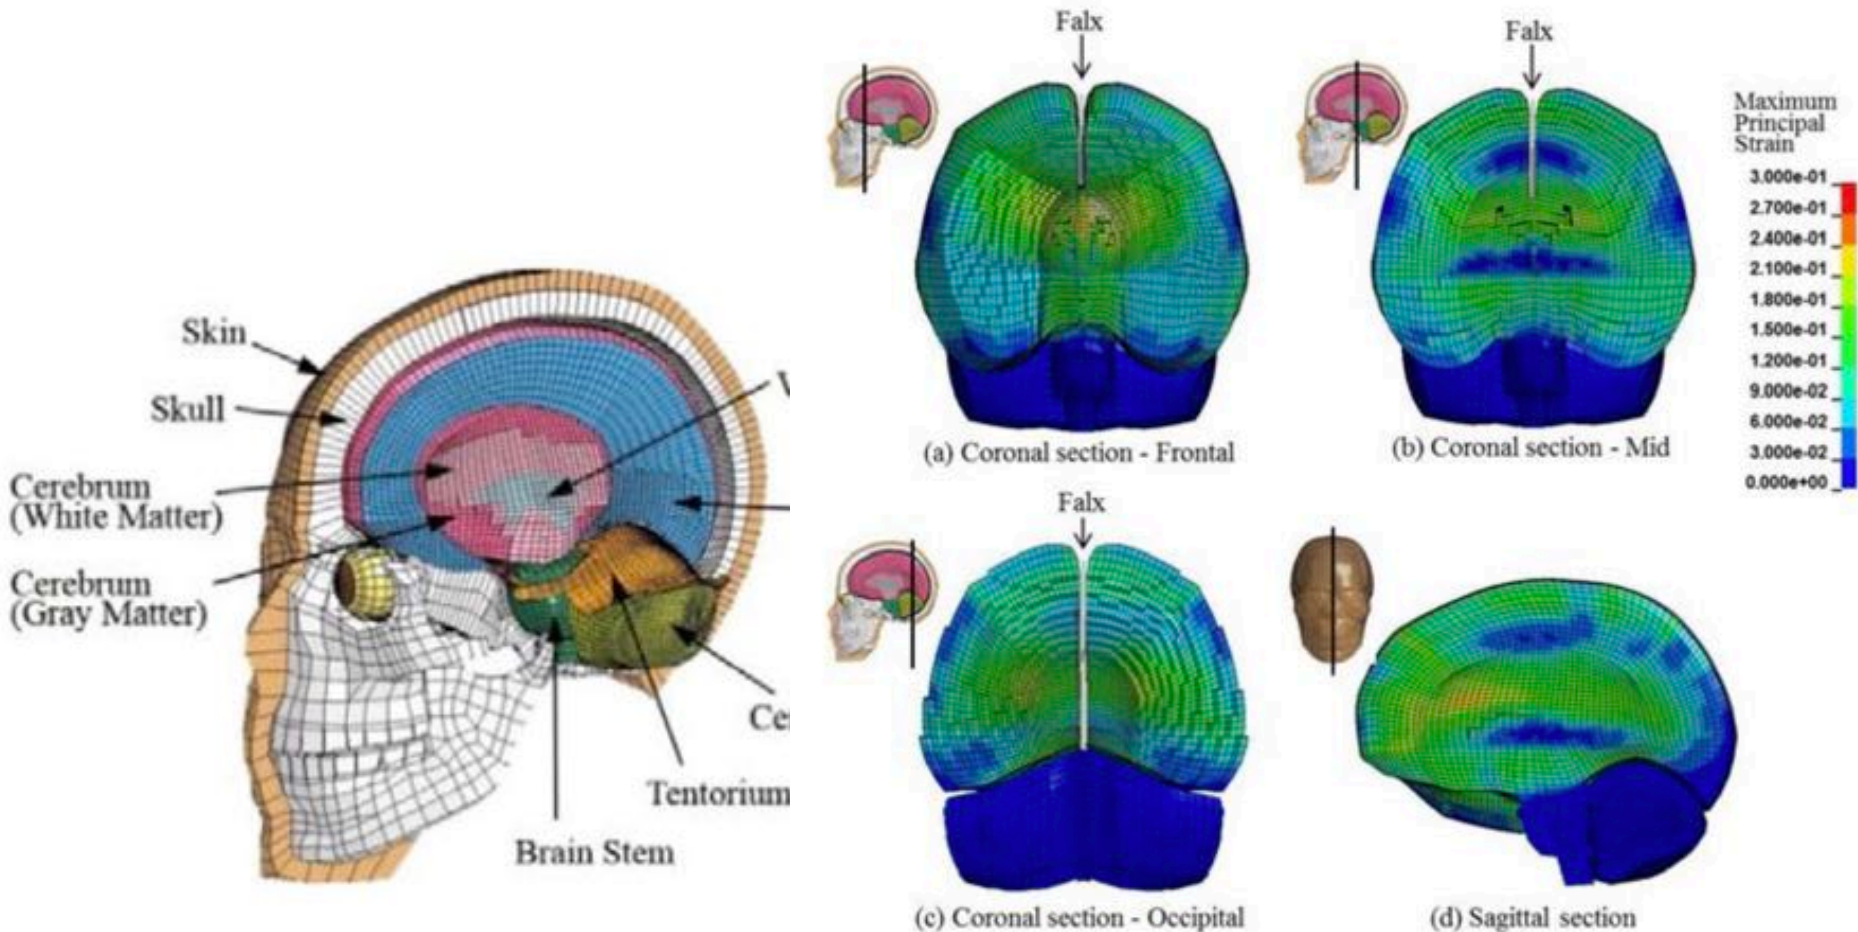 Skin
Skull
Cerebrum
(White Matter)
Cerebrum
(Gray Matter)
Tentorium
Brain Stem
Falx
(a) Coronal section - Frontal
Falx
(b) Coronal section - Mid
Maximum
Principal
Strain
3.000e-01
2.700e-01
2.400e-01
2.100e-01
1.800e-01
1.500e-01
1.200e-01
9.000e-02
6.000e-02
3.000e-02
0.000e+00
Falx
(c) Coronal section - Occipital
(d) Sagittal section